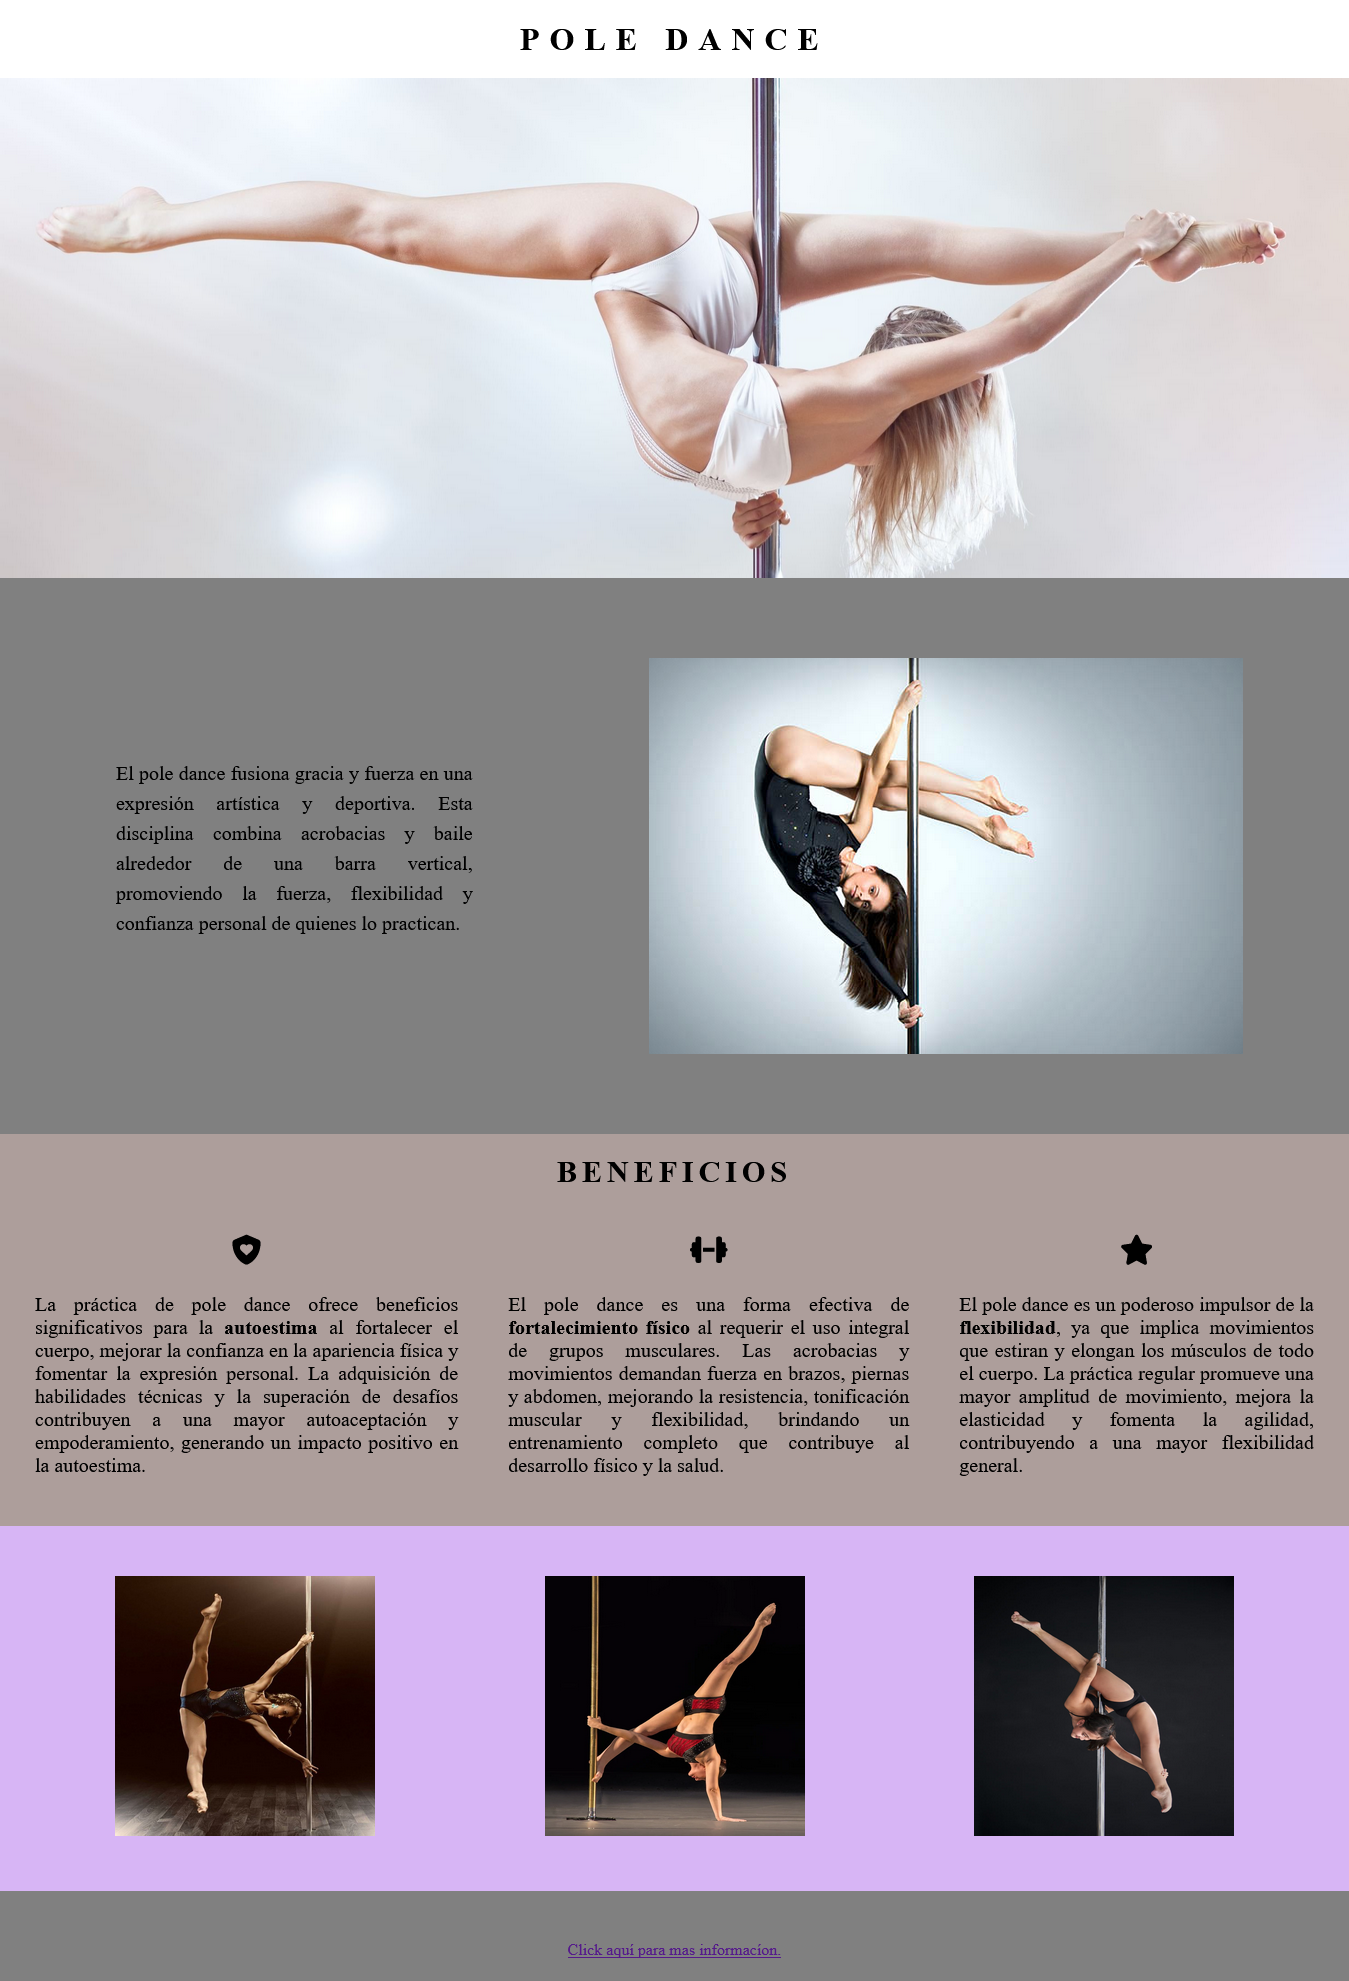 POLE DANCE
El pole dance fusiona gracia y fuerza en una
expresión artística y deportiva. Esta
disciplina combina acrobacias y baile
alrededor de una barra vertical,
promoviendo la fuerza, flexibilidad y
confianza personal de quienes lo practican.
BENEFICIOS
La práctica de pole dance ofrece beneficios
significativos para la autoestima al fortalecer el
cuerpo, mejorar la confianza en la apariencia física y
fomentar la expresión personal. La adquisición de
habilidades técnicas y la superación de desafíos
contribuyen a una mayor autoaceptación y
empoderamiento, generando un impacto positivo en
la autoestima.
El pole dance es una forma efectiva de
fortalecimiento físico al requerir el uso integral
de grupos musculares. Las acrobacias y
movimientos demandan fuerza en brazos, piernas
y abdomen, mejorando la resistencia, tonificación
muscular y flexibilidad, brindando un
entrenamiento completo que contribuye al
desarrollo físico y la salud.
El pole dance es un poderoso impulsor de la
flexibilidad, ya que implica movimientos
que estiran y elongan los músculos de todo
el cuerpo. La práctica regular promueve una
mayor amplitud de movimiento, mejora la
elasticidad y fomenta la agilidad,
contribuyendo a una mayor flexibilidad
general.
Click aquí para mas informacíon.